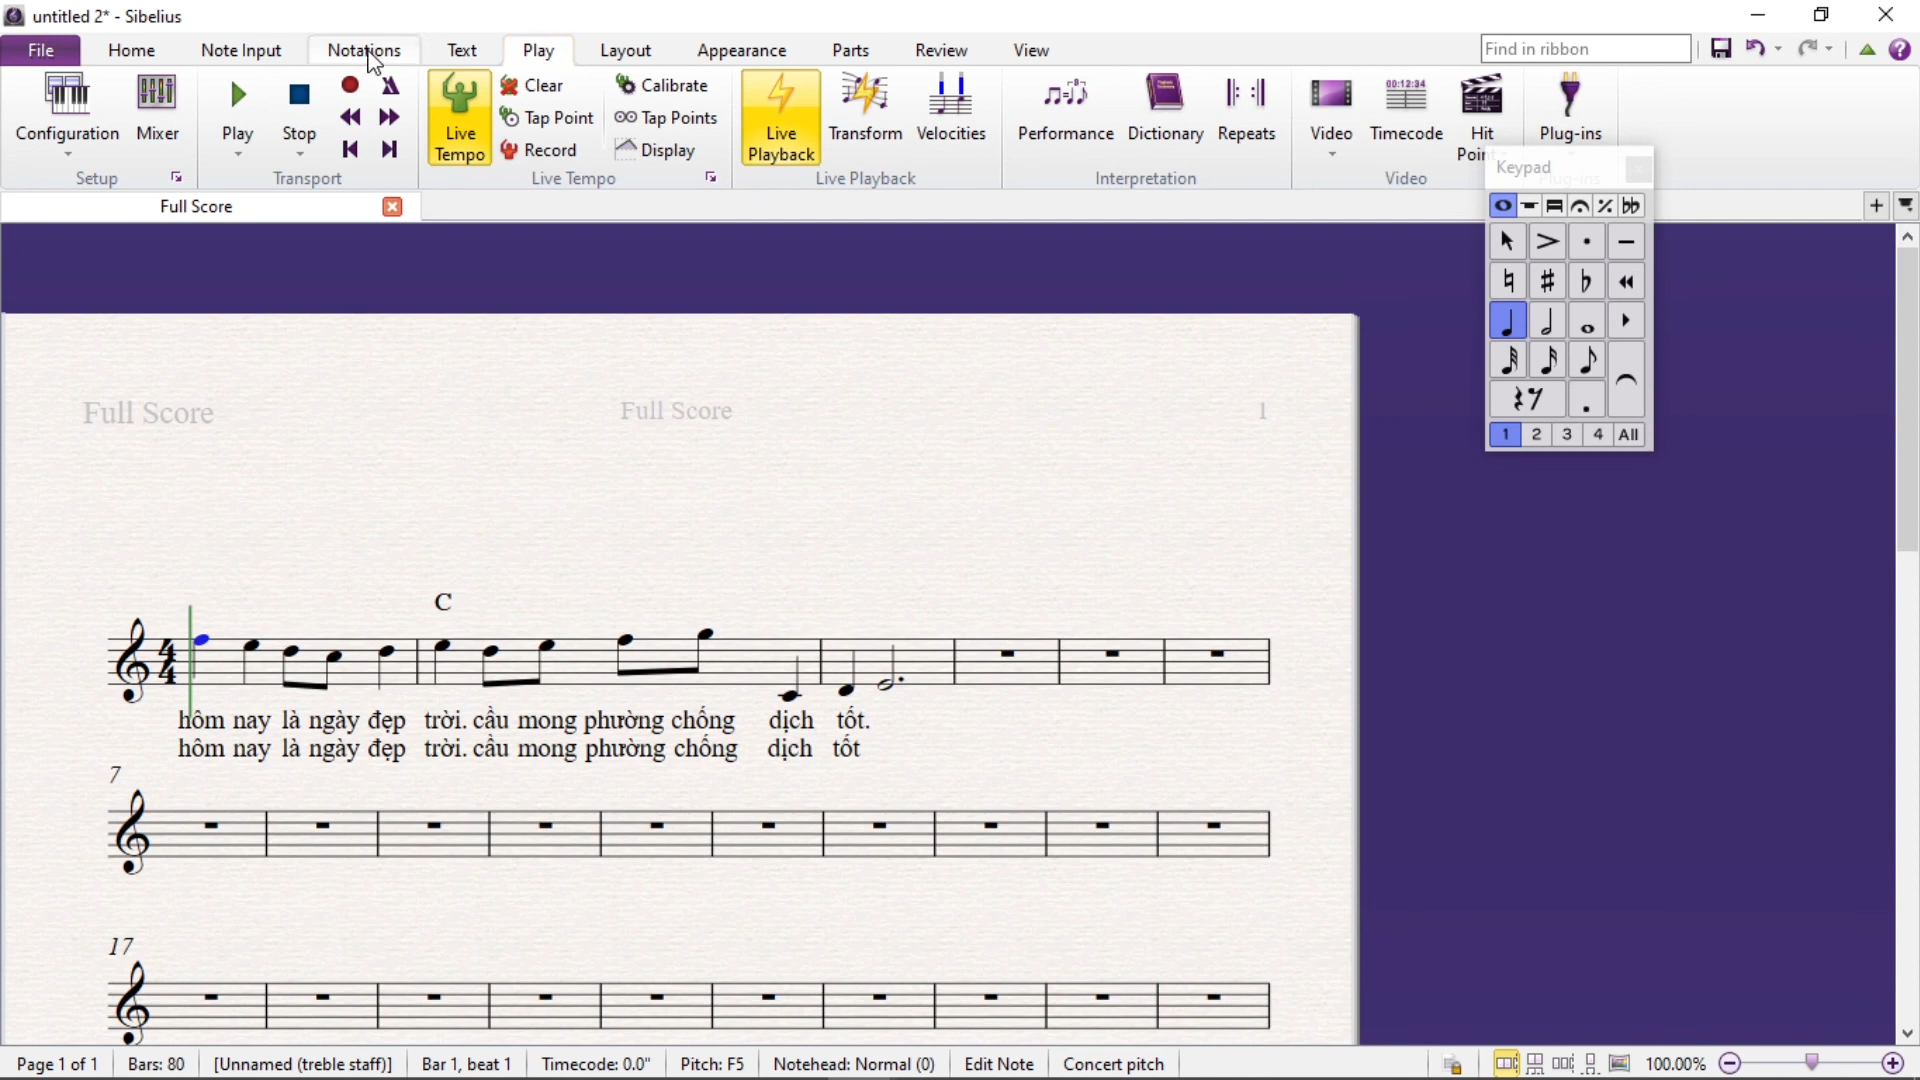 untitled 2* - Sibelius
File Home Note Input Notations Text Play Layout Appearance Parts Review View Find in ribbon
Configuration Mixer Play Stop Live Tempo Clear Calibrate Live Playback Transform Velocities Performance Dictionary Repeats Video Timecode 00:12:34 Hit Plug-ins
Tap Point Tap Points
Record Display
Setup Transport Live Tempo Live Playback Interpretation Video
Keypad
Full Score
1 2 3 4 All
Full Score Full Score 1
C
4
4
hôm nay là ngày đẹp trời. cầu mong phường chống dịch tốt.
hôm nay là ngày đẹp trời. cầu mong phường chống dịch tốt
7
17
Page 1 of 1 Bars: 80 [Unnamed (treble staff)] Bar 1, beat 1 Timecode: 0.0" Pitch: F5 Notehead: Normal (0) Edit Note Concert pitch 100.00%